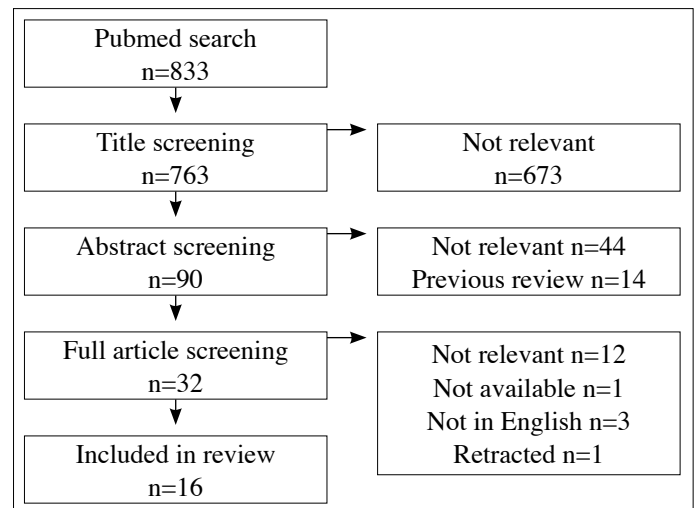 Pubmed search
n=833
Title screening
n=763
Not relevant
n=673
Abstract screening
n=90
Not relevant n=44
Previous review n=14
Full article screening
n=32
Not relevant n=12
Not available n=1
Not in English n=3
Retracted n=1
Included in review
n=16